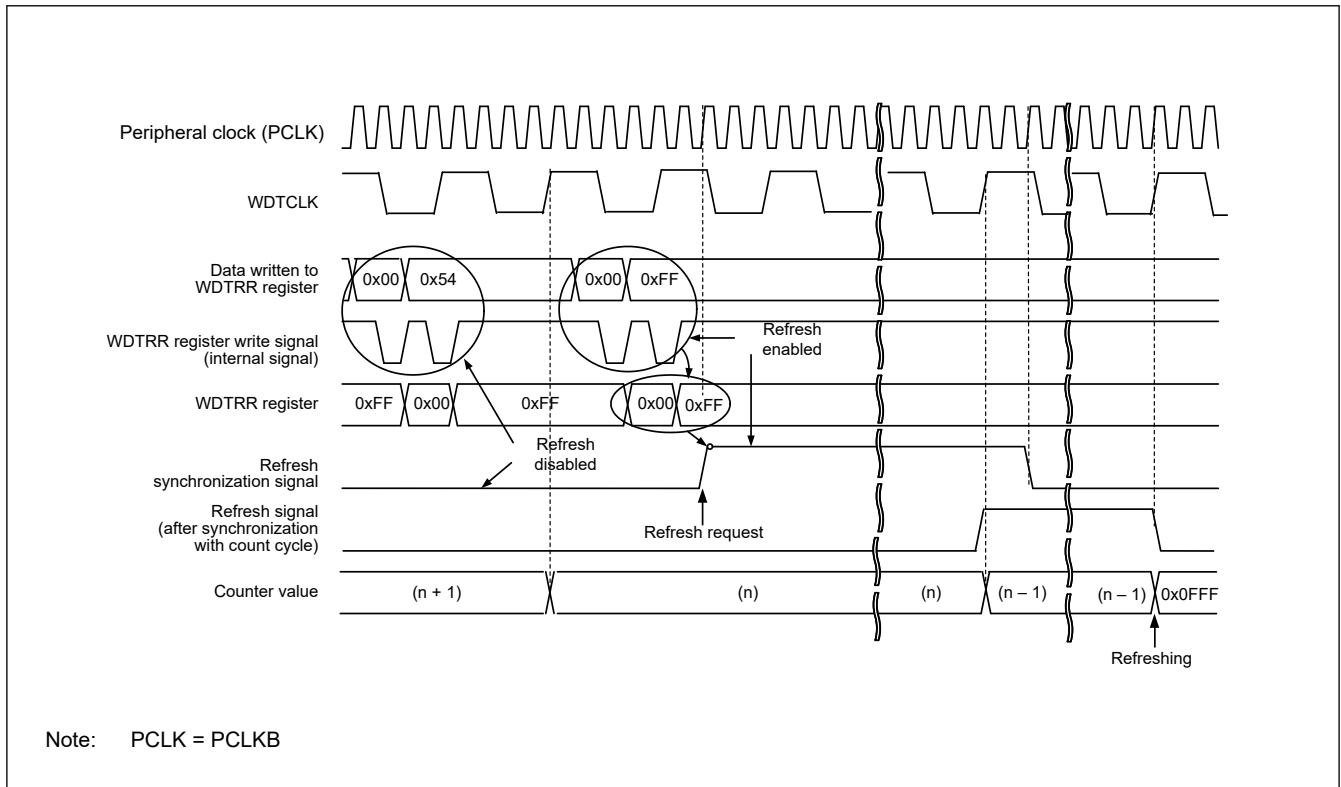 Peripheral clock (PCLK)
WDTCLK
Data written to
WDTRR register
0x00
0x54
0x00
0xFF
WDTRR register write signal
(internal signal)
Refresh
enabled
WDTRR register
0xFF
0x00
0xFF
0x00
0xFF
Refresh
disabled
Refresh
synchronization signal
Refresh request
Refresh signal
(after synchronization
with count cycle)
Counter value
(n + 1)
(n)
(n)
(n – 1)
(n – 1)
0x0FFF
Refreshing
Note: PCLK = PCLKB